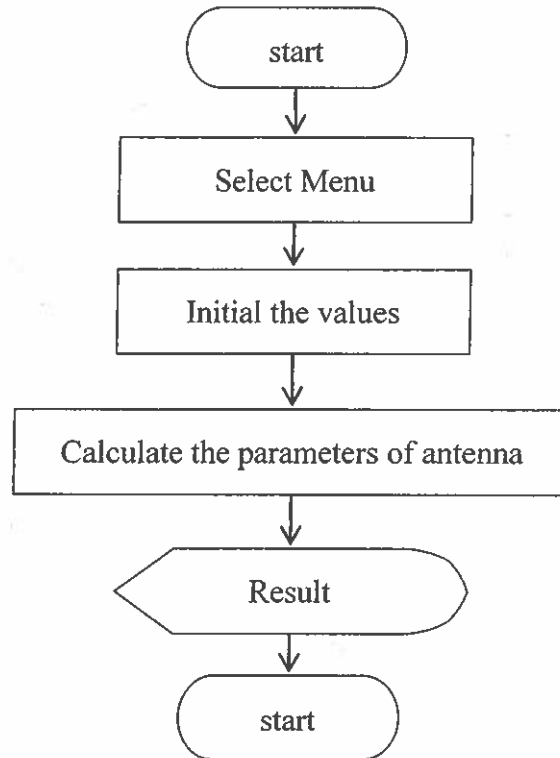 start
Select Menu
Initial the values
Calculate the parameters of antenna
Result
start